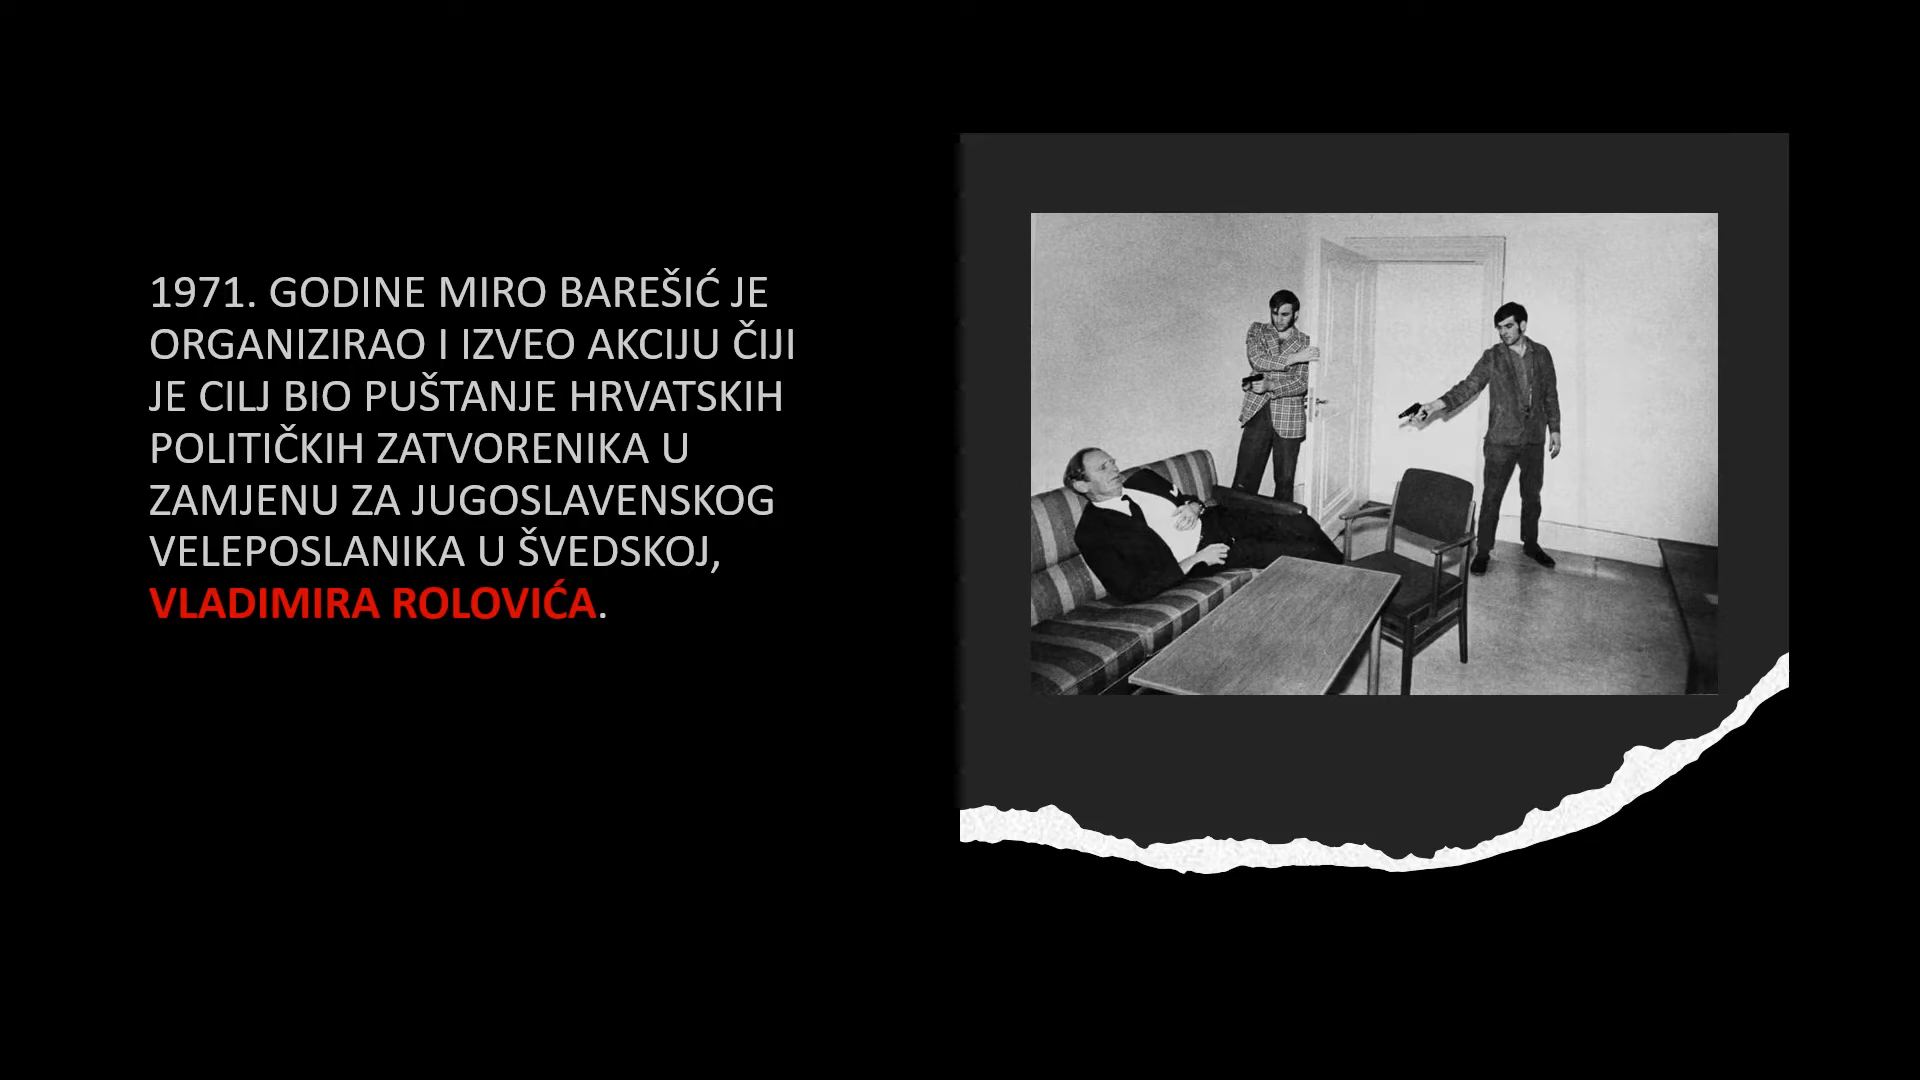 1971. GODINE MIRO BAREŠIĆ JE
ORGANIZIRAO I IZVEO AKCIJU ČIJI
JE CILJ BIO PUŠTANJE HRVATSKIH
POLITIČKIH ZATVORENIKA U
ZAMJENU ZA JUGOSLAVENSKOG
VELEPOSLANIKA U ŠVEDSKOJ,
VLADIMIRA ROLOVIĆA.